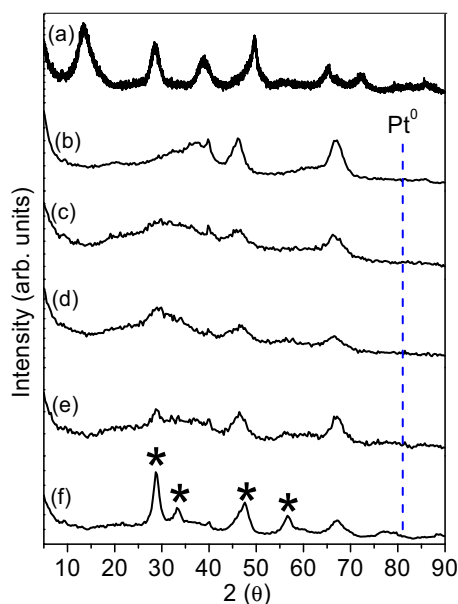 (a)
Pt⁰
(b)
(c)
(d)
(e)
(f)
* * * *
Intensity (arb. units)
10 20 30 40 50 60 70 80 90
2 (θ)